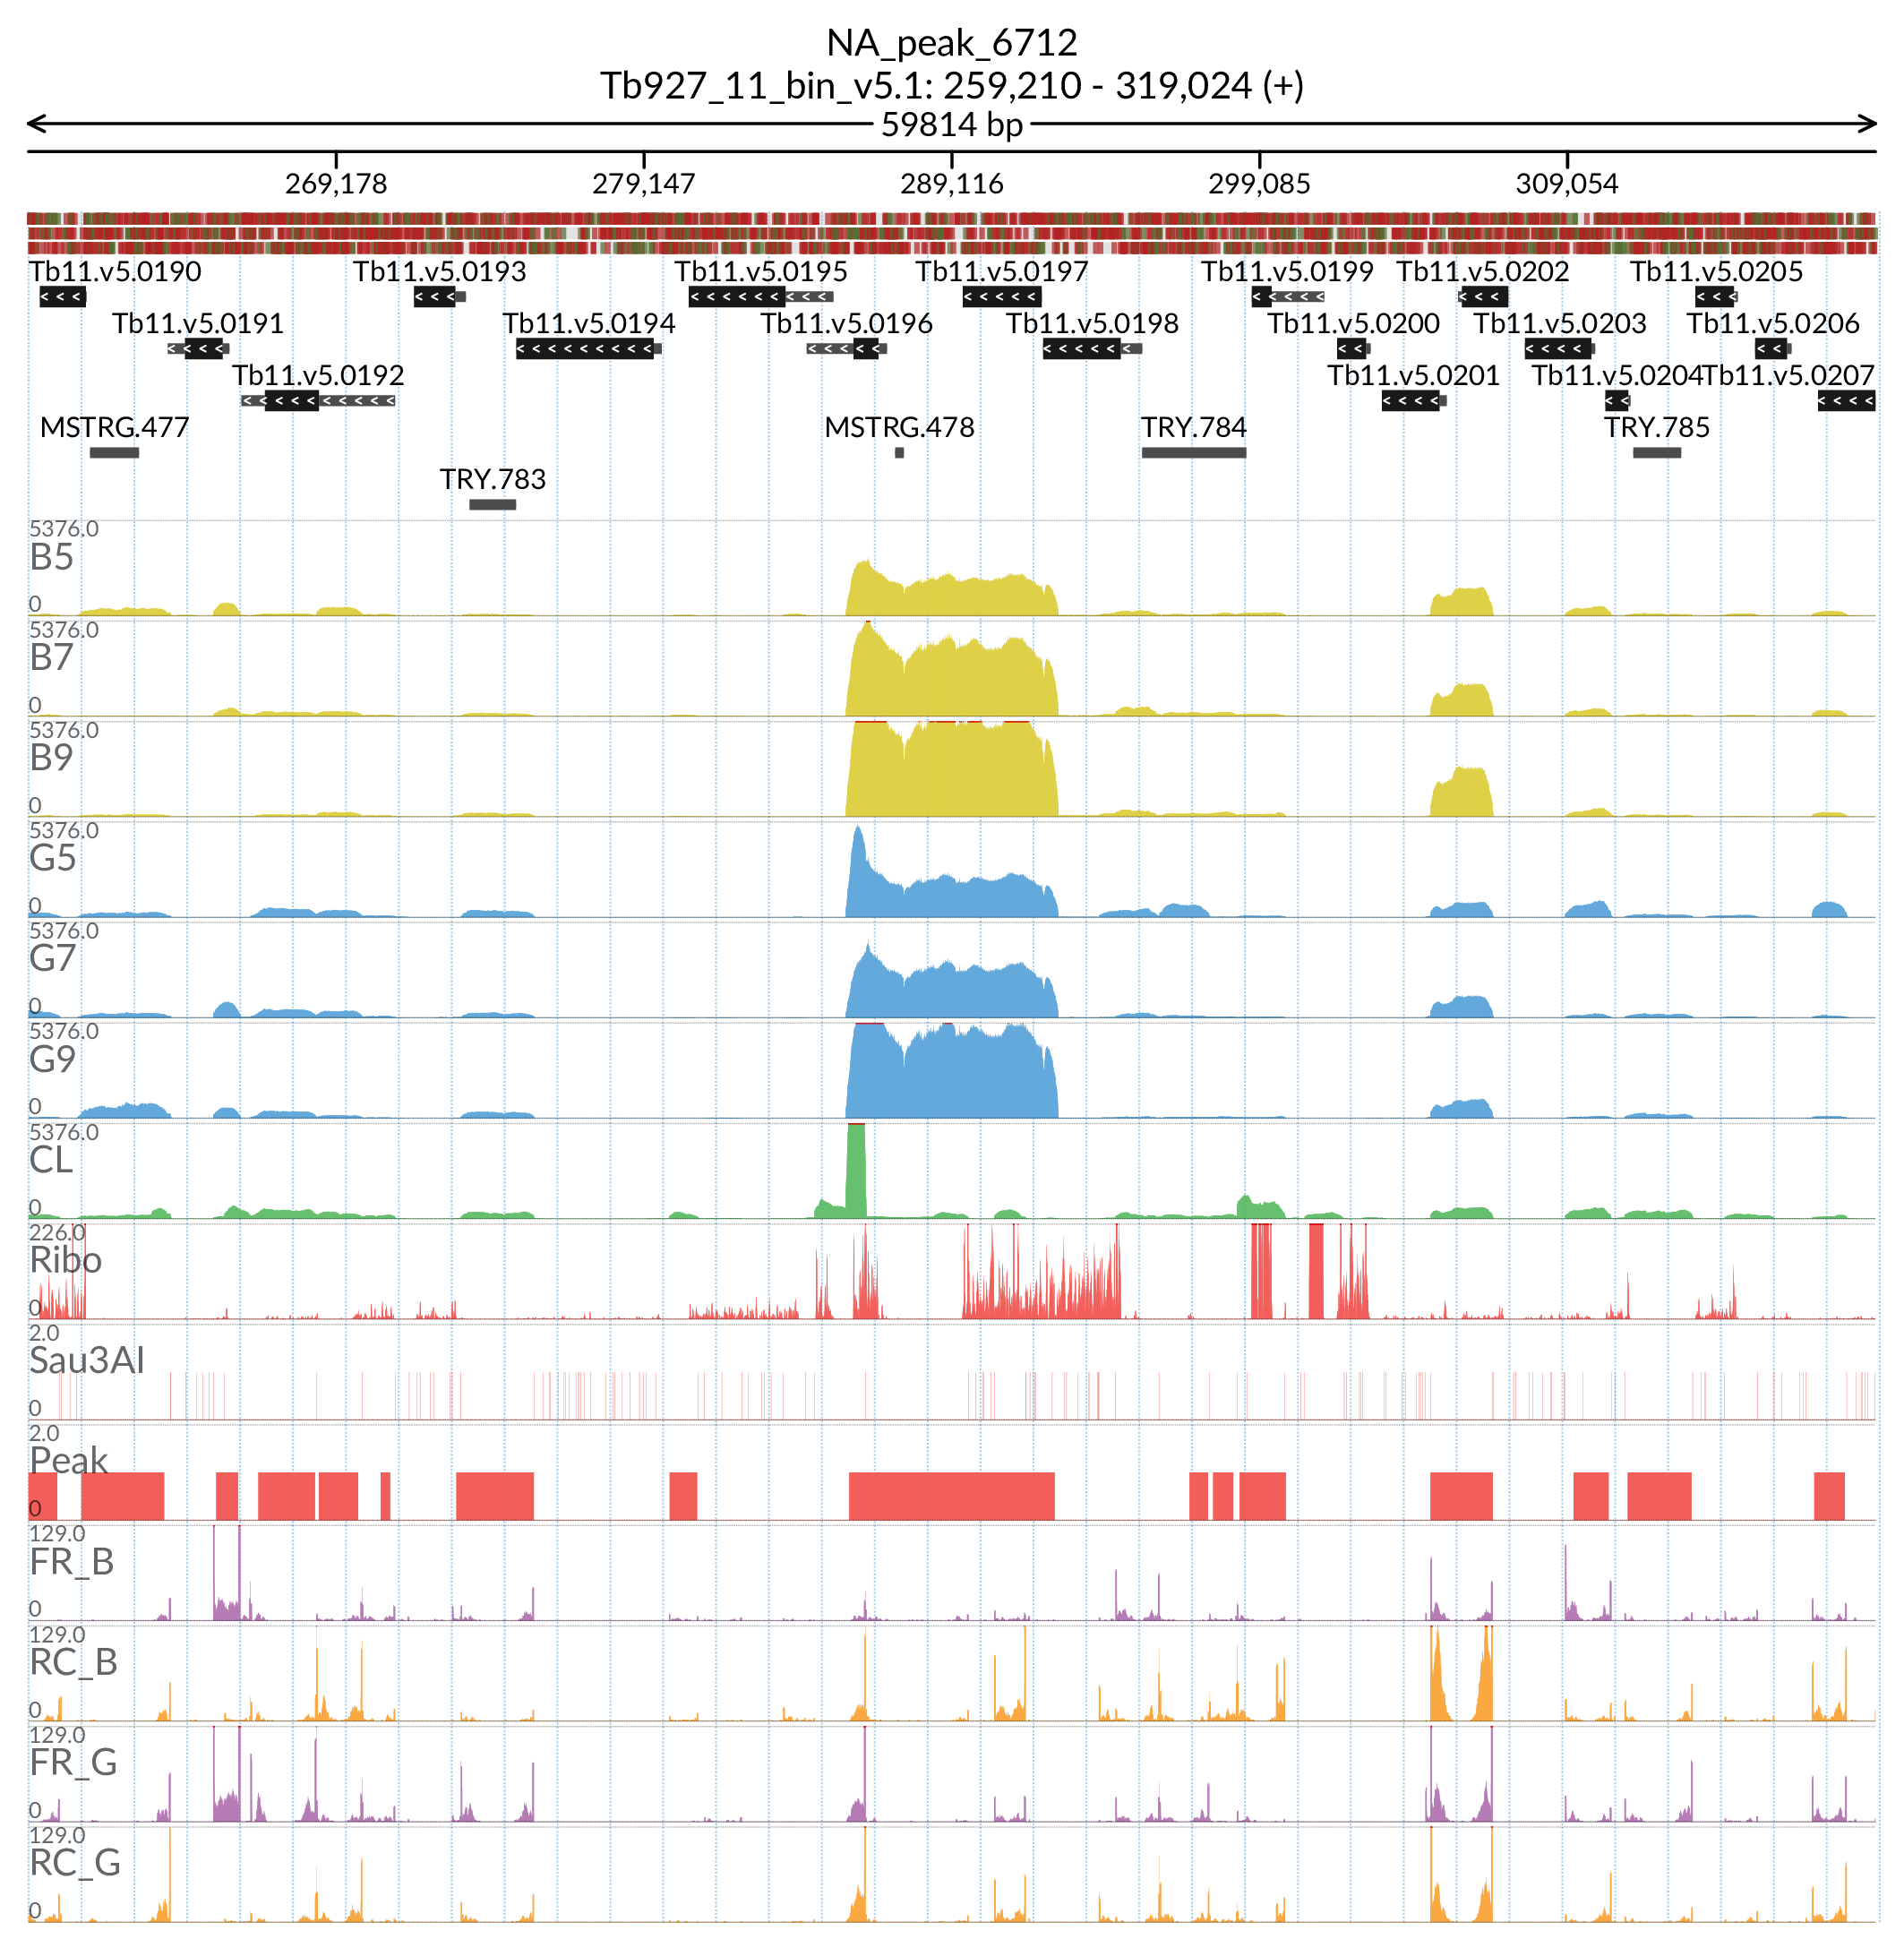 NA_peak_6712
Tb927_11_bin_v5.1: 259,210 - 319,024 (+)
59814 bp
269,178 279,147 289,116 299,085 309,054
Tb11.v5.0190 Tb11.v5.0193 Tb11.v5.0195 Tb11.v5.0197 Tb11.v5.0199 Tb11.v5.0202 Tb11.v5.0205
Tb11.v5.0191 Tb11.v5.0194 Tb11.v5.0196 Tb11.v5.0198 Tb11.v5.0200 Tb11.v5.0203 Tb11.v5.0206
Tb11.v5.0192 Tb11.v5.0201 Tb11.v5.0204 Tb11.v5.0207
MSTRG.477 MSTRG.478 TRY.784 TRY.785
TRY.783
5376.0
B5
0
5376.0
B7
0
5376.0
B9
0
5376.0
G5
0
5376.0
G7
0
5376.0
G9
0
5376.0
CL
0
226.0
Ribo
0
2.0
Sau3AI
0
2.0
Peak
0
129.0
FR_B
0
129.0
RC_B
0
129.0
FR_G
0
129.0
RC_G
0